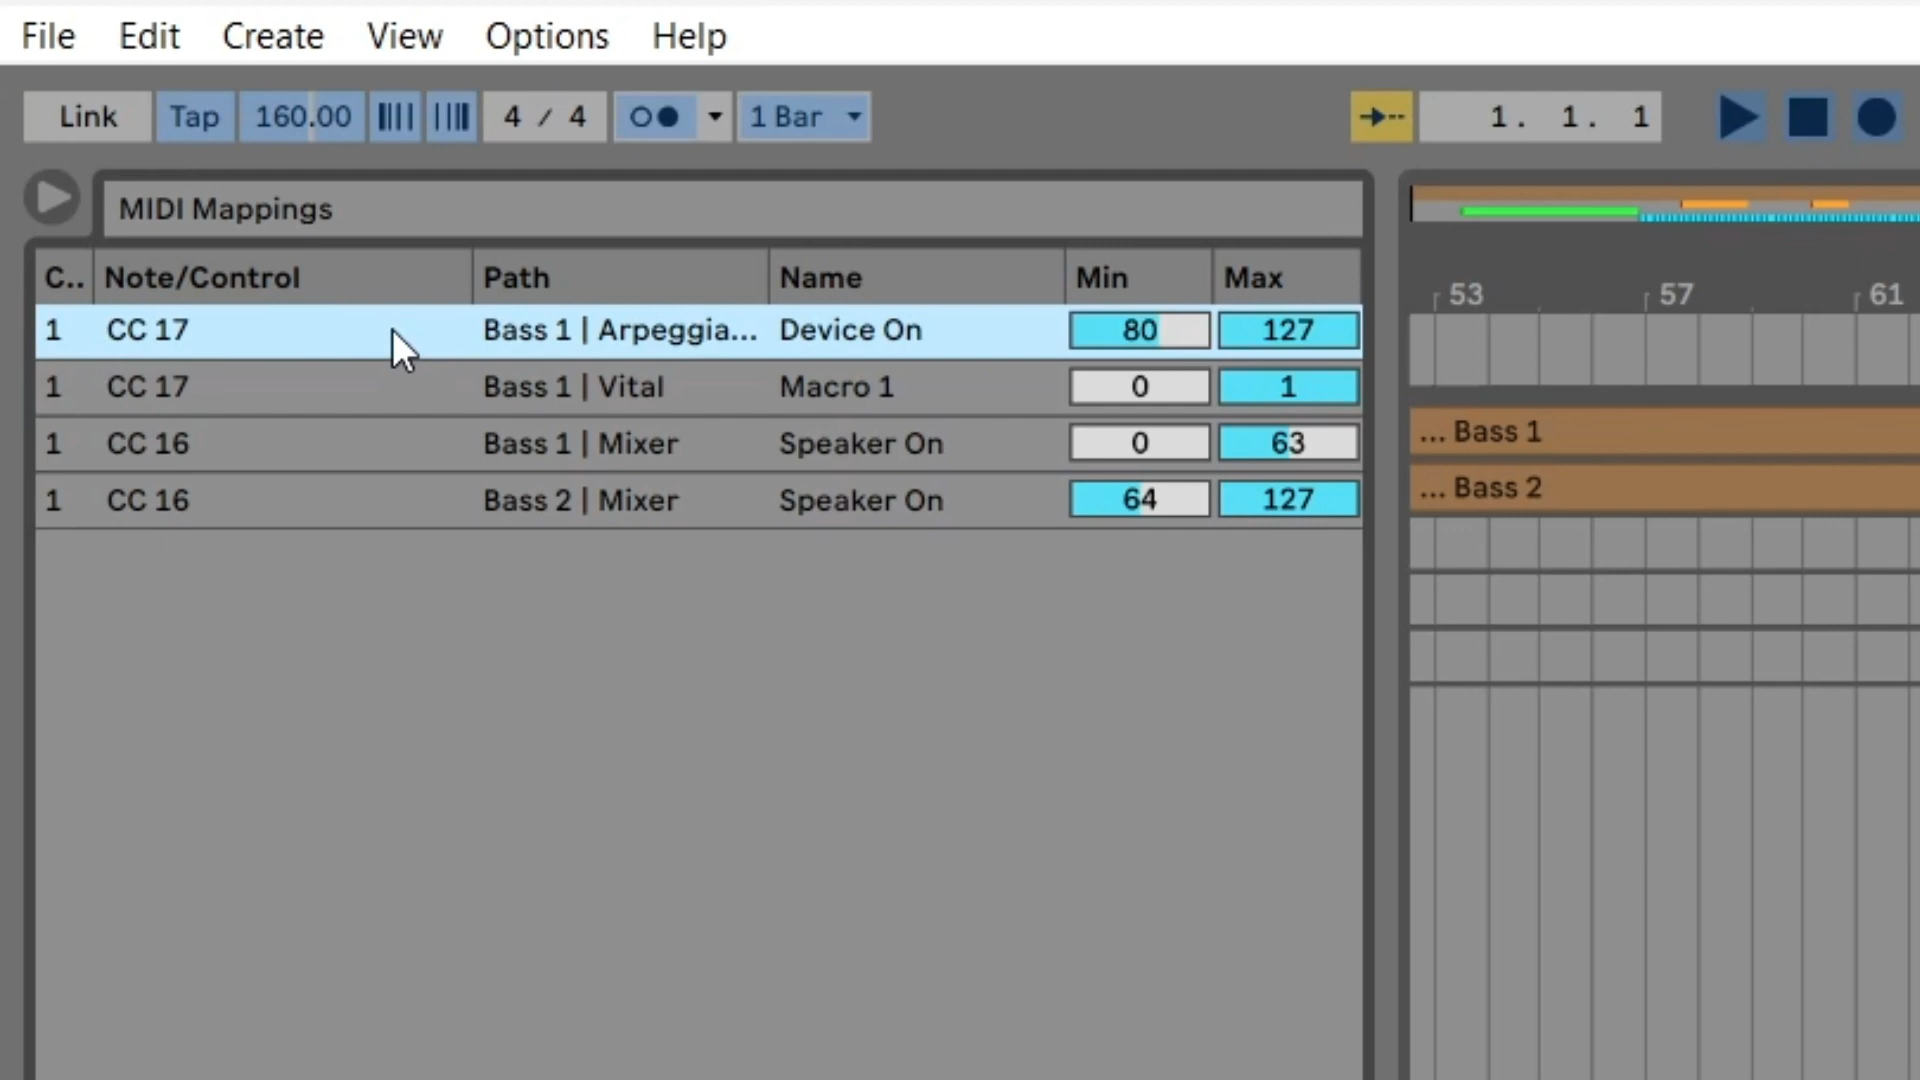 File Edit Create View Options Help
Link Tap 160.00 4 / 4 1 Bar 1. 1. 1
MIDI Mappings
53 57 61
C.. Note/Control Path Name Min Max
1 CC 17 Bass 1 | Arpeggia... Device On 80 127
1 CC 17 Bass 1 | Vital Macro 1 0 1
1 CC 16 Bass 1 | Mixer Speaker On 0 63
1 CC 16 Bass 2 | Mixer Speaker On 64 127
... Bass 1
... Bass 2